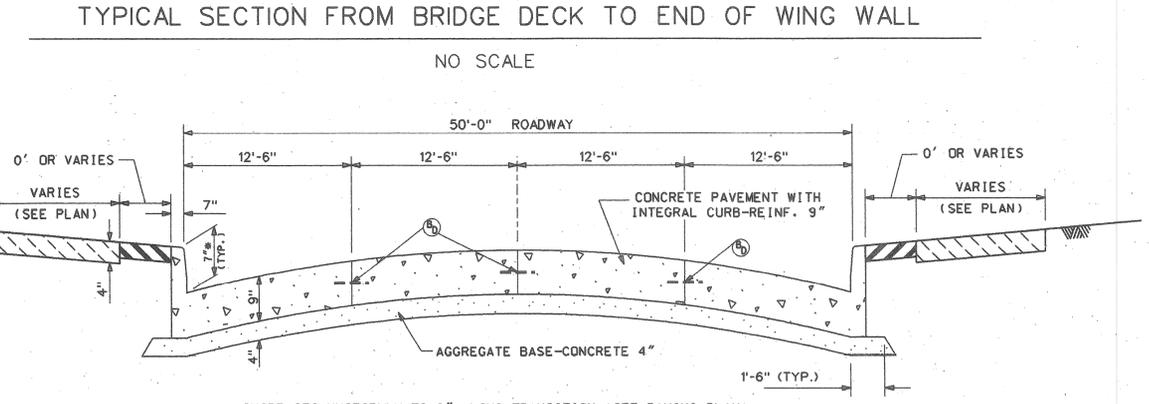 TYPICAL SECTION FROM BRIDGE DECK TO END OF WING WALL
NO SCALE
50'-0" ROADWAY
12'-6"
12'-6"
12'-6"
12'-6"
0' OR VARIES
0' OR VARIES
VARIES
(SEE PLAN)
7"
CONCRETE PAVEMENT WITH
INTEGRAL CURB-REINF. 9"
VARIES
(SEE PLAN)
7"*
(TYP.)
BD
BD
4"
9"
4"
AGGREGATE BASE-CONCRETE 4"
1'-6" (TYP.)